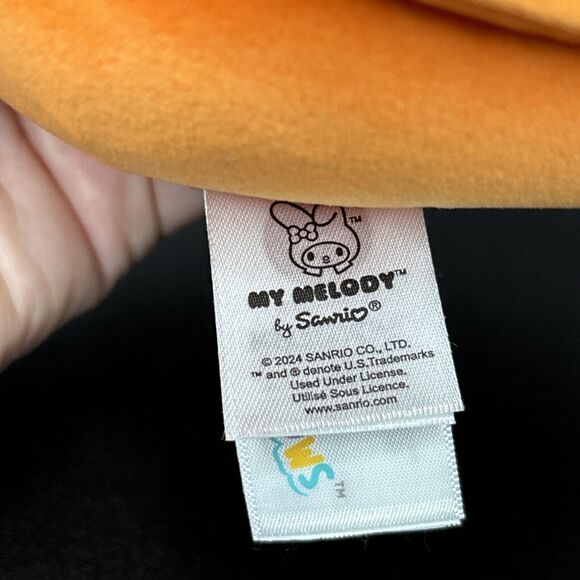 ™
MY MELODY™
by Sanrio®
© 2024 SANRIO CO., LTD.
™ and ® denote U.S.Trademarks
Used Under License.
Utilisé Sous Licence.
www.sanrio.com
™